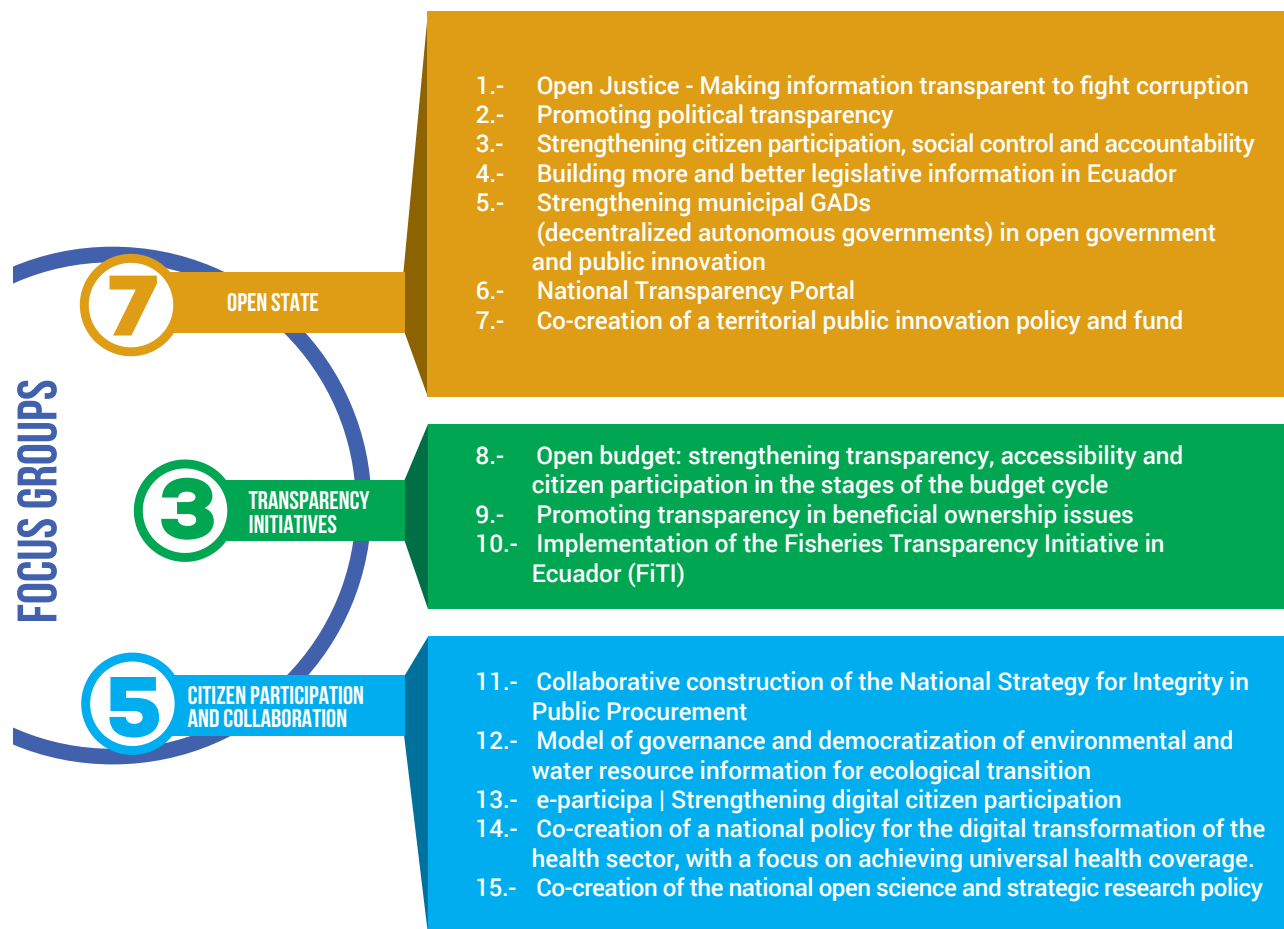 FOCUS GROUPS
7
OPEN STATE
1.- Open Justice - Making information transparent to fight corruption
2.- Promoting political transparency
3.- Strengthening citizen participation, social control and accountability
4.- Building more and better legislative information in Ecuador
5.- Strengthening municipal GADs
(decentralized autonomous governments) in open government
and public innovation
6.- National Transparency Portal
7.- Co-creation of a territorial public innovation policy and fund
3
TRANSPARENCY
INITIATIVES
8.- Open budget: strengthening transparency, accessibility and
citizen participation in the stages of the budget cycle
9.- Promoting transparency in beneficial ownership issues
10.- Implementation of the Fisheries Transparency Initiative in
Ecuador (FiTI)
5
CITIZEN PARTICIPATION
AND COLLABORATION
11.- Collaborative construction of the National Strategy for Integrity in
Public Procurement
12.- Model of governance and democratization of environmental and
water resource information for ecological transition
13.- e-participa | Strengthening digital citizen participation
14.- Co-creation of a national policy for the digital transformation of the
health sector, with a focus on achieving universal health coverage.
15.- Co-creation of the national open science and strategic research policy